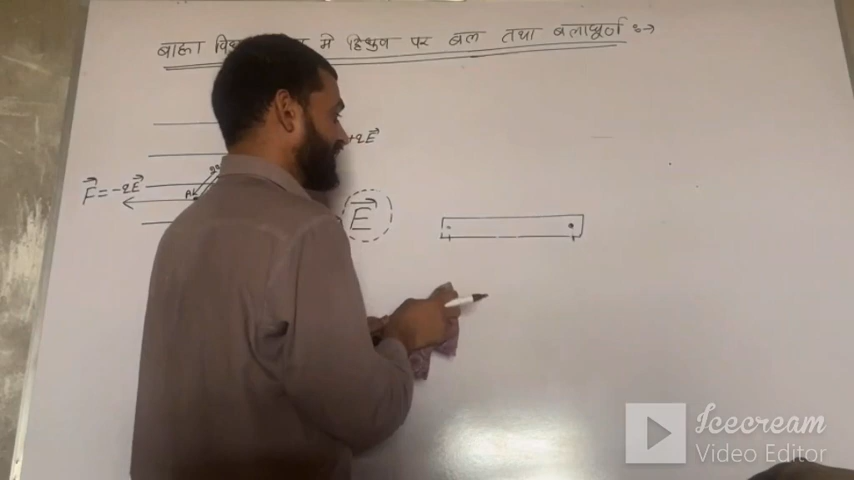 बाह्य में द्विध्रुव पर बल तथा बलाघूर्ण :→
+qE⃗
F⃗ = -qE⃗
A
E⃗
Icecream
Video Editor